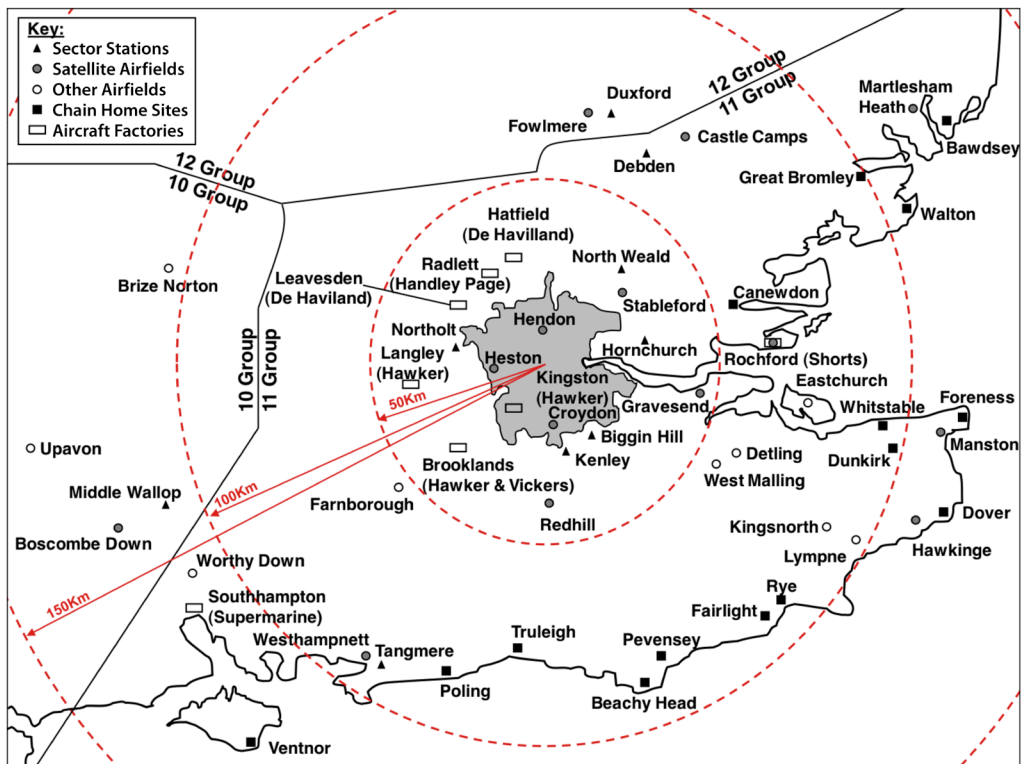 Key:
Sector Stations
Satellite Airfields
Other Airfields
Chain Home Sites
Aircraft Factories
12 Group
11 Group
12 Group
10 Group
10 Group
11 Group
Duxford
Fowlmere
Castle Camps
Debden
Martlesham
Heath
Bawdsey
Great Bromley
Walton
Hatfield
(De Havilland)
North Weald
Radlett
(Handley Page)
Leavesden
(De Haviland)
Brize Norton
Stableford
Canewdon
Hendon
Northolt
Hornchurch
Rochford (Shorts)
Langley
(Hawker)
Heston
Kingston
(Hawker)
Eastchurch
50Km
Croydon
Gravesend
Whitstable
Foreness
Manston
Biggin Hill
Kenley
Dunkirk
Detling
West Malling
Upavon
Brooklands
(Hawker & Vickers)
Middle Wallop
100Km
Farnborough
Redhill
Boscombe Down
Kingsnorth
Dover
Lympne
Hawkinge
Worthy Down
150Km
Southhampton
(Supermarine)
Rye
Fairlight
Westhampnett
Tangmere
Truleigh
Pevensey
Poling
Beachy Head
Ventnor